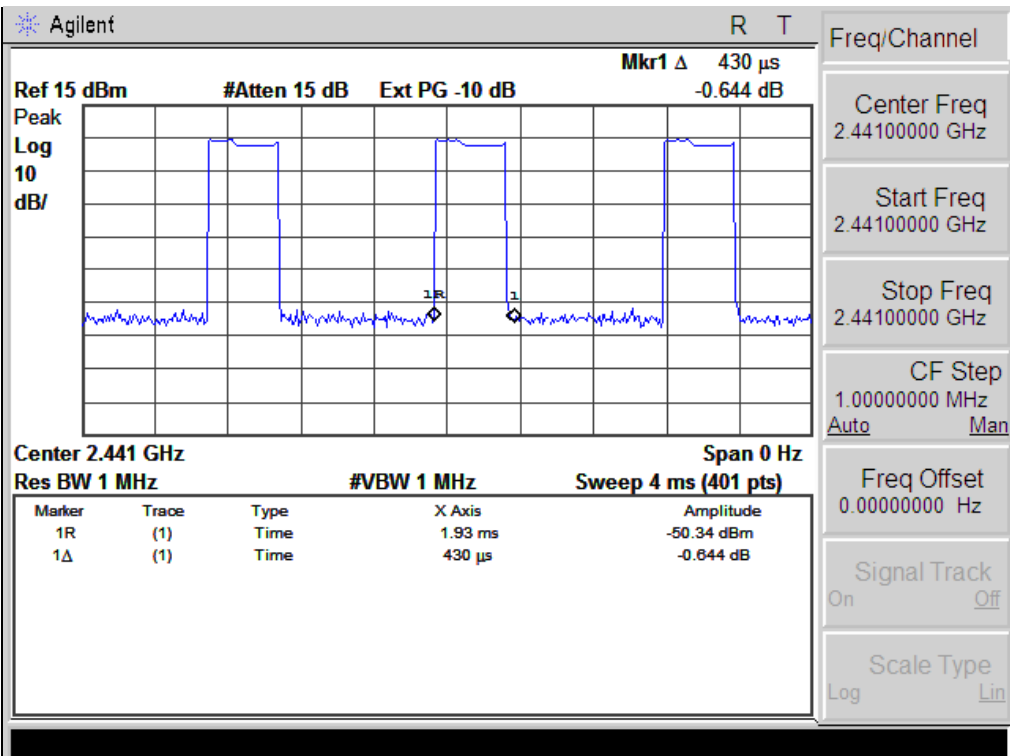 Agilent R T
Mkr1 Δ 430 µs
Ref 15 dBm #Atten 15 dB Ext PG -10 dB -0.644 dB
Peak
Log
10
dB/
1R
1
Center 2.441 GHz Span 0 Hz
Res BW 1 MHz #VBW 1 MHz Sweep 4 ms (401 pts)
Marker Trace Type X Axis Amplitude
1R (1) Time 1.93 ms -50.34 dBm
1Δ (1) Time 430 µs -0.644 dB
Freq/Channel
Center Freq
2.44100000 GHz
Start Freq
2.44100000 GHz
Stop Freq
2.44100000 GHz
CF Step
1.00000000 MHz
Auto Man
Freq Offset
0.00000000 Hz
Signal Track
On Off
Scale Type
Log Lin